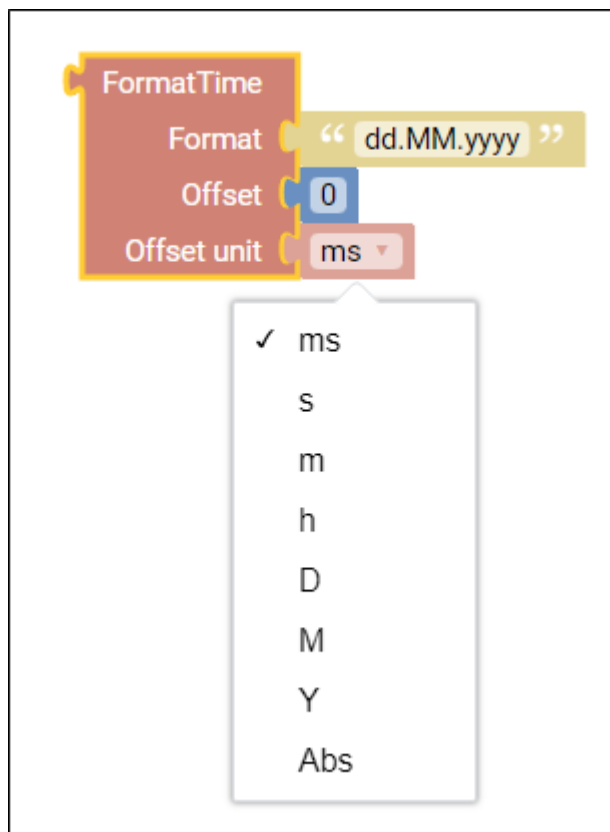 FormatTime
Format “ dd.MM.yyyy ”
Offset 0
Offset unit ms
✓ ms
s
m
h
D
M
Y
Abs